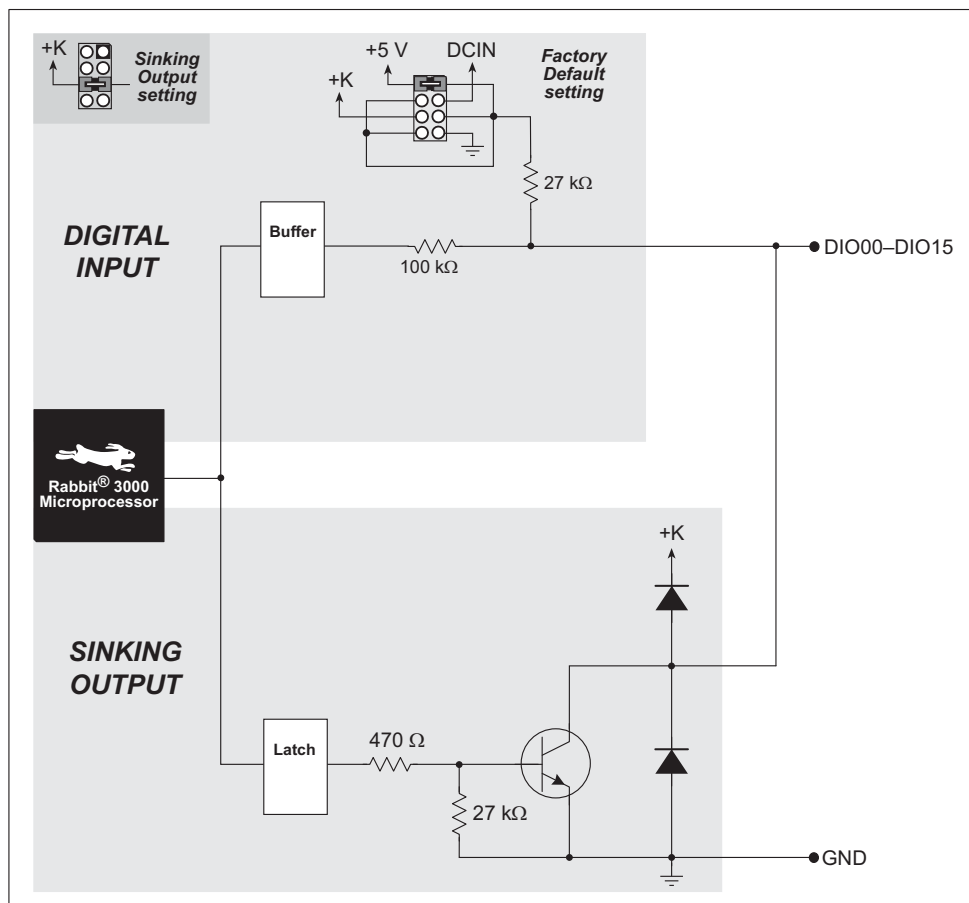 +K
Sinking
Output
setting
+5 V
DCIN
+K
Factory
Default
setting
27 kΩ
DIGITAL
INPUT
Buffer
100 kΩ
DIO00–DIO15
Rabbit® 3000
Microprocessor
+K
SINKING
OUTPUT
Latch
470 Ω
27 kΩ
GND